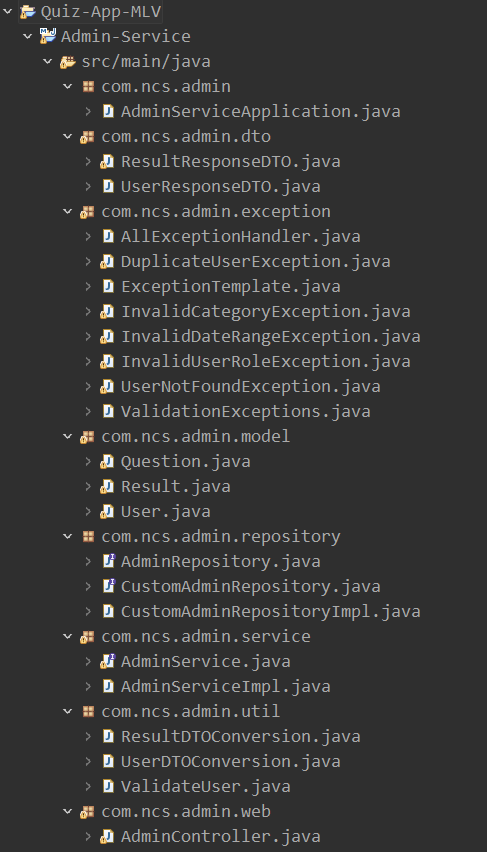 Quiz-App-MLV
Admin-Service
src/main/java
com.ncs.admin
AdminServiceApplication.java
com.ncs.admin.dto
ResultResponseDTO.java
UserResponseDTO.java
com.ncs.admin.exception
AllExceptionHandler.java
DuplicateUserException.java
ExceptionTemplate.java
InvalidCategoryException.java
InvalidDateRangeException.java
InvalidUserRoleException.java
UserNotFoundException.java
ValidationExceptions.java
com.ncs.admin.model
Question.java
Result.java
User.java
com.ncs.admin.repository
AdminRepository.java
CustomAdminRepository.java
CustomAdminRepositoryImpl.java
com.ncs.admin.service
AdminService.java
AdminServiceImpl.java
com.ncs.admin.util
ResultDTOConversion.java
UserDTOConversion.java
ValidateUser.java
com.ncs.admin.web
AdminController.java